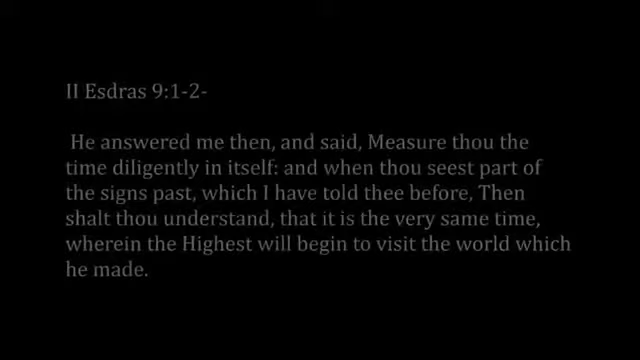 II Esdras 9:1-2-
He answered me then, and said, Measure thou the
time diligently in itself: and when thou seest part of
the signs past, which I have told thee before, Then
shalt thou understand, that it is the very same time,
wherein the Highest will begin to visit the world which
he made.